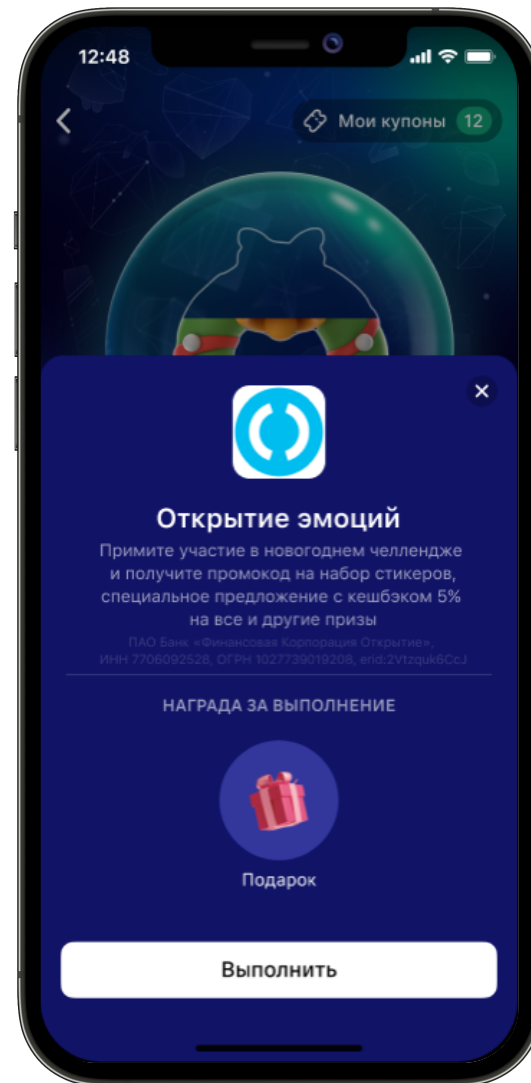 12:48
Мои купоны 12
Открытие эмоций
Примите участие в новогоднем челлендже
и получите промокод на набор стикеров,
специальное предложение с кешбэком 5%
на все и другие призы
ПАО Банк «Финансовая Корпорация Открытие»,
ИНН 7706092528, ОГРН 1027739019208, erid:2Vtzquk6CcJ
НАГРАДА ЗА ВЫПОЛНЕНИЕ
Подарок
Выполнить